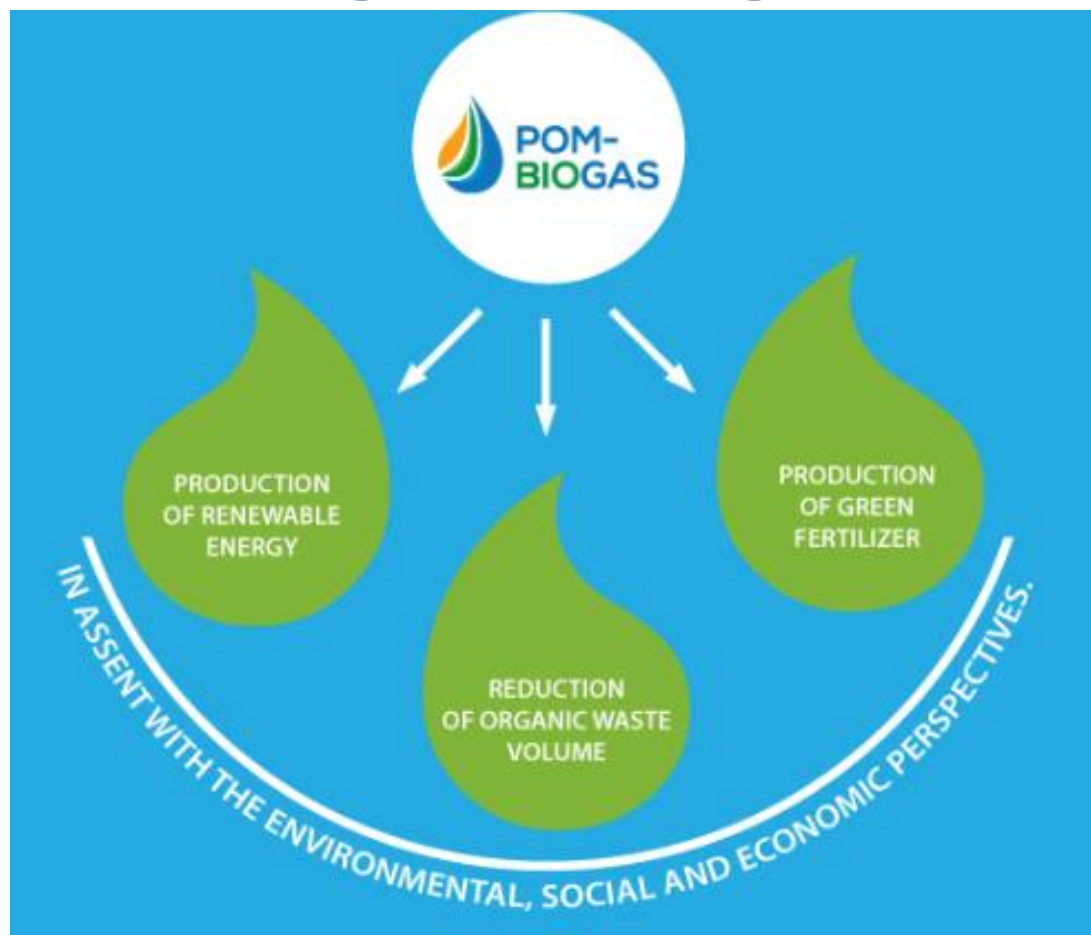 POM-
BIOGAS
PRODUCTION
OF RENEWABLE
ENERGY
REDUCTION
OF ORGANIC WASTE
VOLUME
PRODUCTION
OF GREEN
FERTILIZER
IN ASSENT WITH THE ENVIRONMENTAL, SOCIAL AND ECONOMIC PERSPECTIVES.